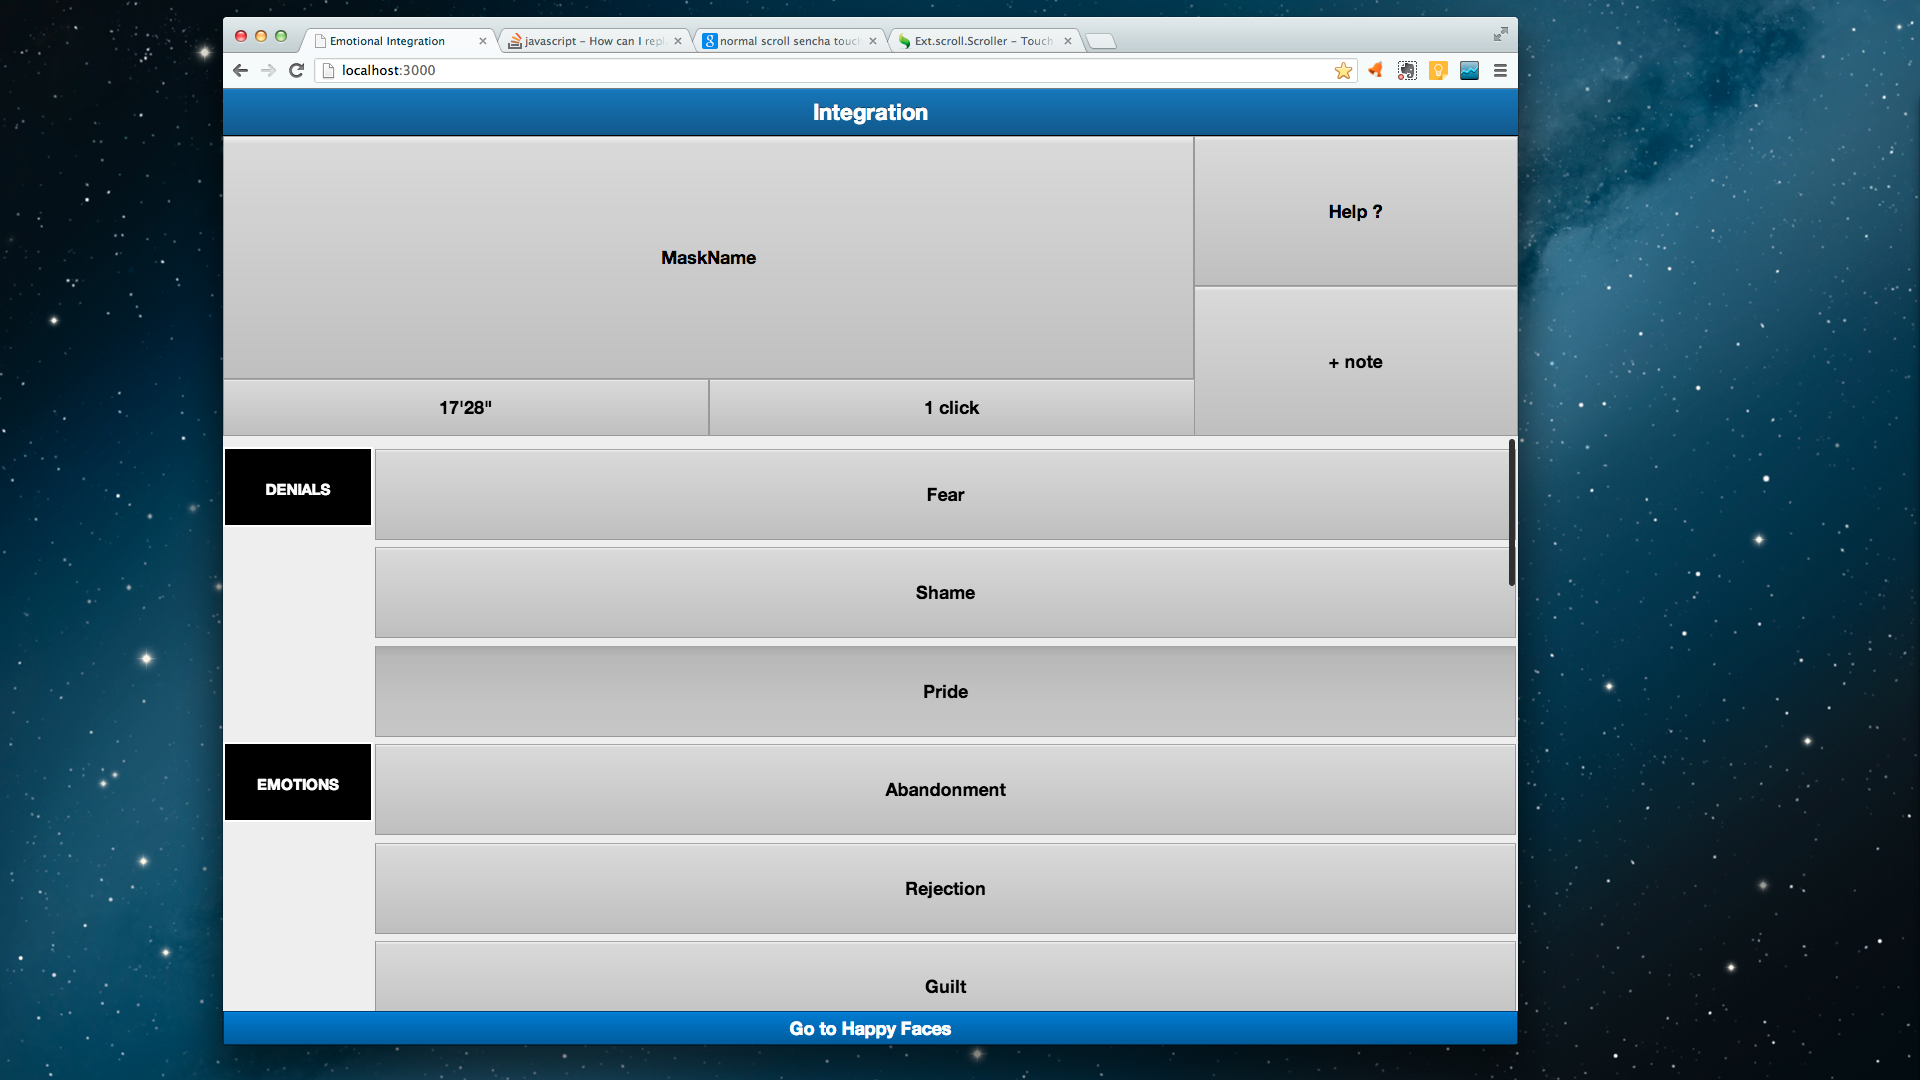 Emotional Integration
javascript – How can I repl
normal scroll sencha touch
Ext.scroll.Scroller – Touch
localhost:3000
Integration
MaskName
Help ?
+ note
17'28"
1 click
DENIALS
Fear
Shame
Pride
EMOTIONS
Abandonment
Rejection
Guilt
Go to Happy Faces